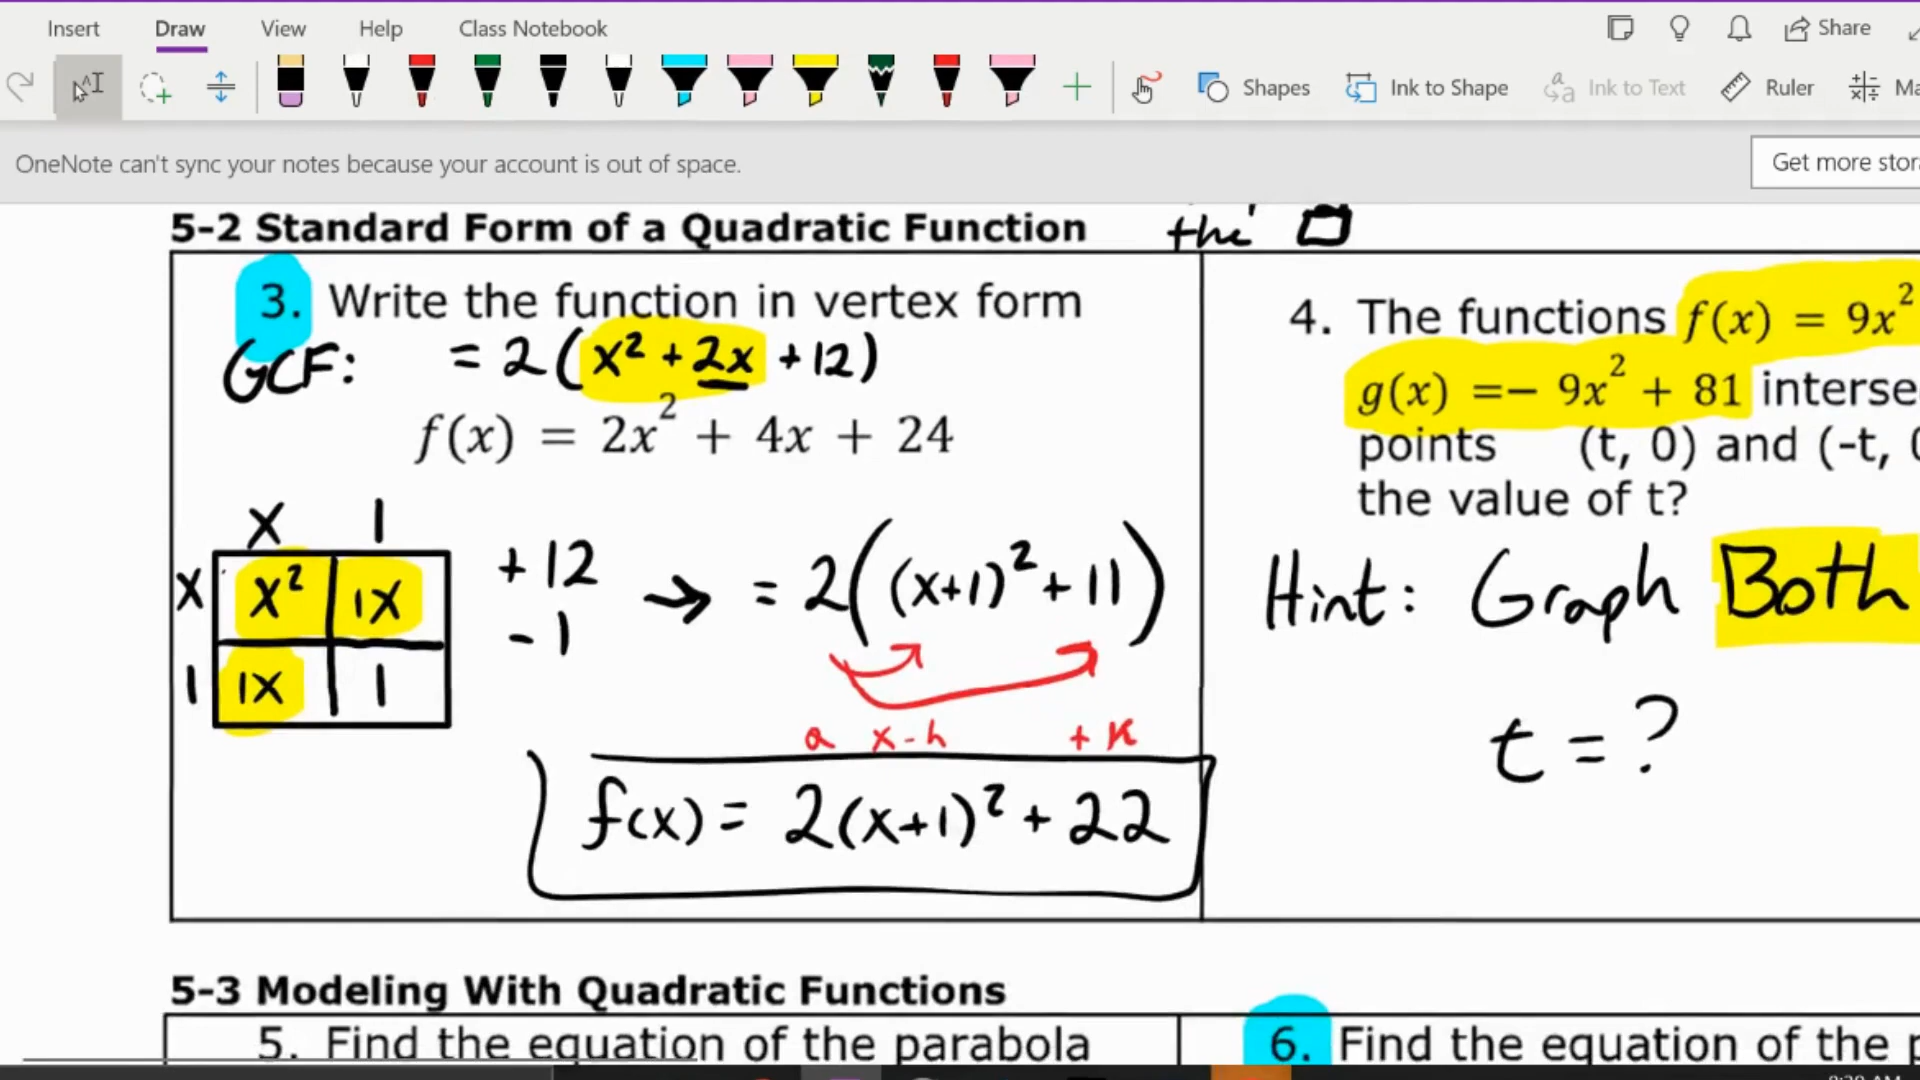 Insert Draw View Help Class Notebook Share
Shapes Ink to Shape Ink to Text Ruler Ma
OneNote can't sync your notes because your account is out of space.
Get more stor
5-2 Standard Form of a Quadratic Function
the
3. Write the function in vertex form
GCF: = 2(x² + 2x + 12)
f(x) = 2x² + 4x + 24
x 1
x x² 1x
1 1x 1
+ 12
- 1
→ = 2((x+1)² + 11)
a x - h + k
f(x) = 2(x+1)² + 22
4. The functions f(x) = 9x²
g(x) =− 9x² + 81 interse
points (t, 0) and (-t, 0
the value of t?
Hint: Graph Both
t = ?
5-3 Modeling With Quadratic Functions
5. Find the equation of the parabola
6. Find the equation of the p